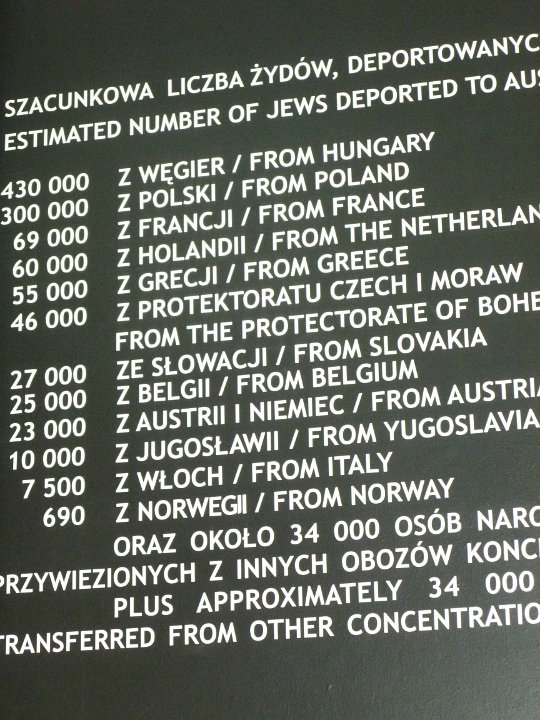 SZACUNKOWA LICZBA ŻYDÓW, DEPORTOWANYC
ESTIMATED NUMBER OF JEWS DEPORTED TO AUS
430 000 Z WĘGIER / FROM HUNGARY
300 000 Z POLSKI / FROM POLAND
69 000 Z FRANCJI / FROM FRANCE
60 000 Z HOLANDII / FROM THE NETHERLAN
55 000 Z GRECJI / FROM GREECE
46 000 Z PROTEKTORATU CZECH I MORAW
FROM THE PROTECTORATE OF BOHE
27 000 ZE SŁOWACJI / FROM SLOVAKIA
25 000 Z BELGII / FROM BELGIUM
23 000 Z AUSTRII I NIEMIEC / FROM AUSTRIA
10 000 Z JUGOSŁAWII / FROM YUGOSLAVIA
7 500 Z WŁOCH / FROM ITALY
690 Z NORWEGII / FROM NORWAY
ORAZ OKOŁO 34 000 OSÓB NARO
PRZYWIEZIONYCH Z INNYCH OBOZÓW KONCE
PLUS APPROXIMATELY 34 000
TRANSFERRED FROM OTHER CONCENTRATIO